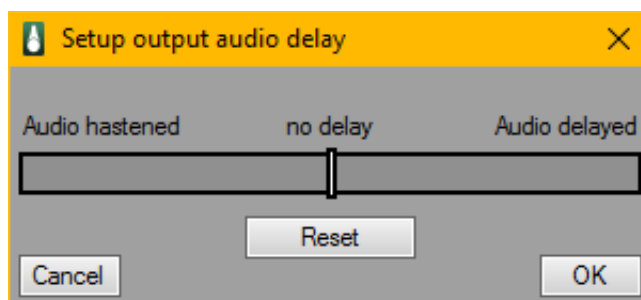 Setup output audio delay
Audio hastened no delay Audio delayed
Reset
Cancel OK